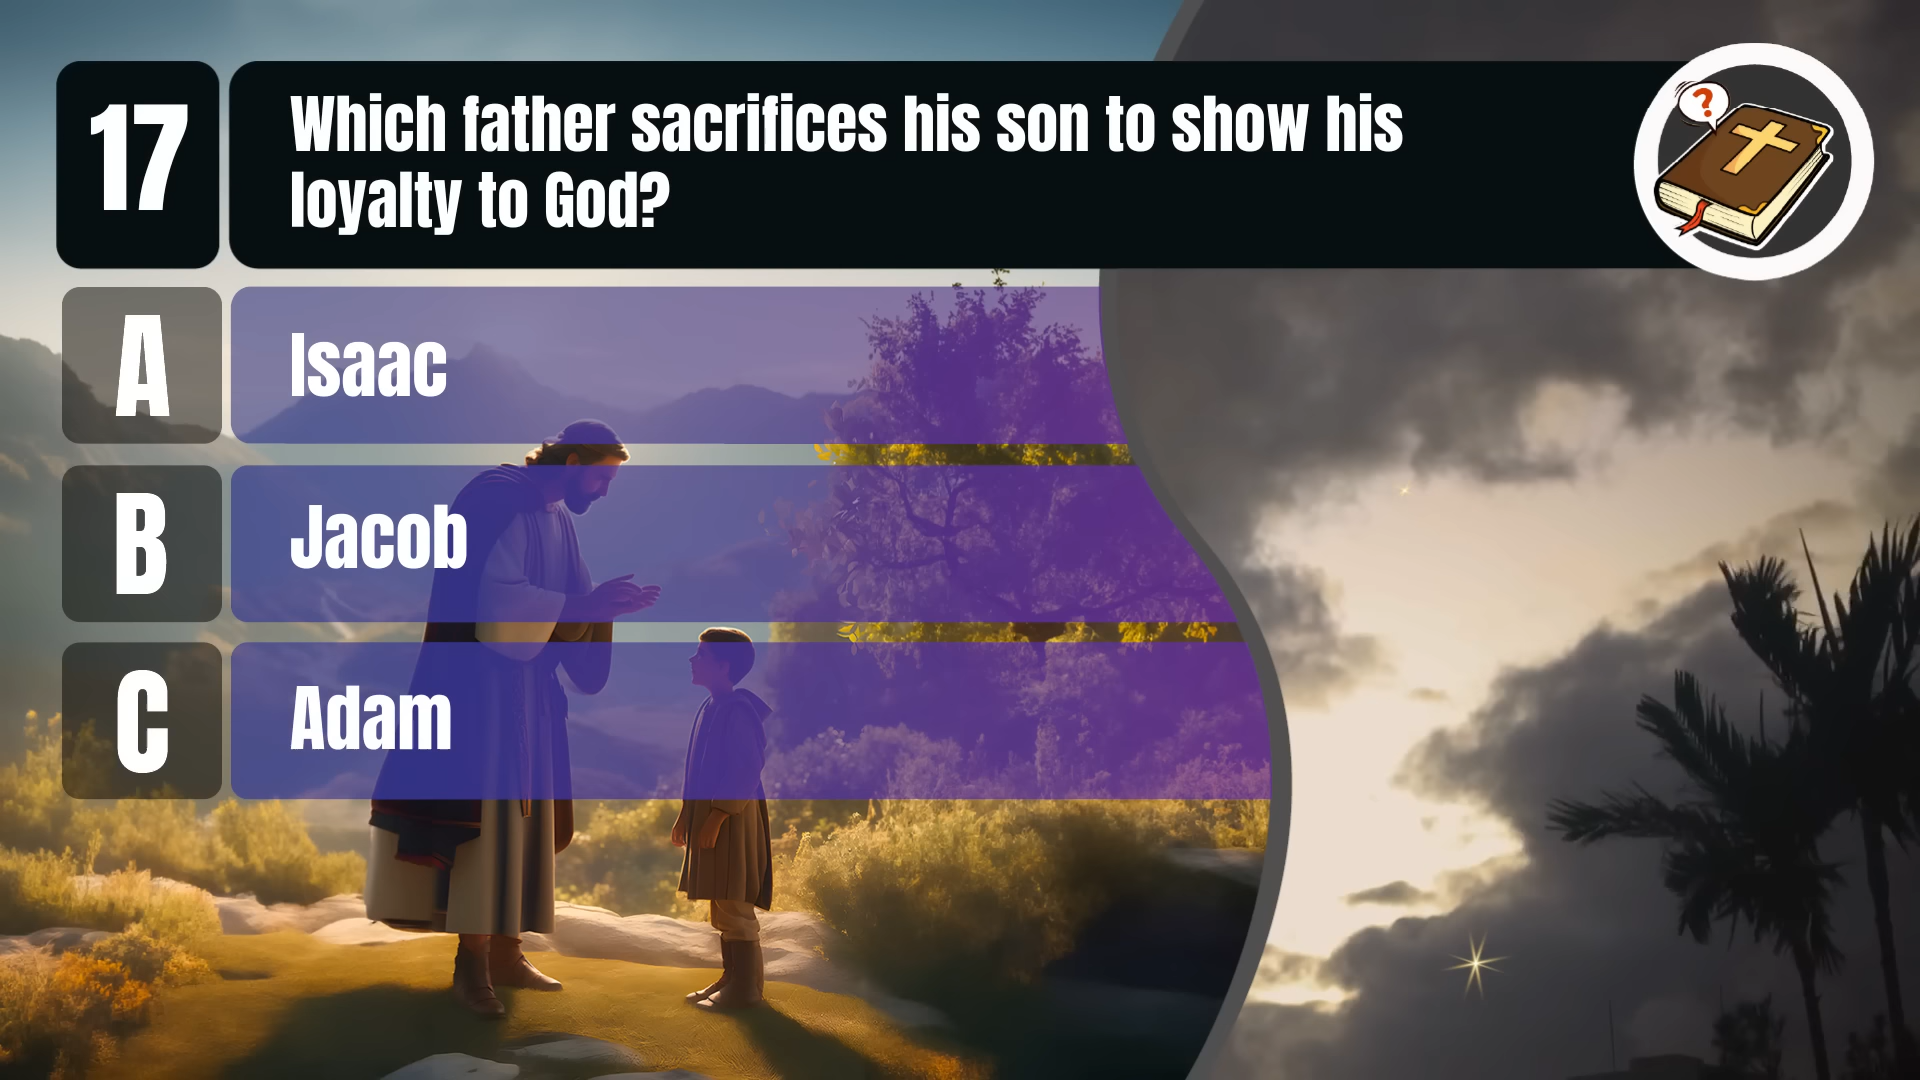 17
Which father sacrifices his son to show his
loyalty to God?
?
A
Isaac
B
Jacob
C
Adam